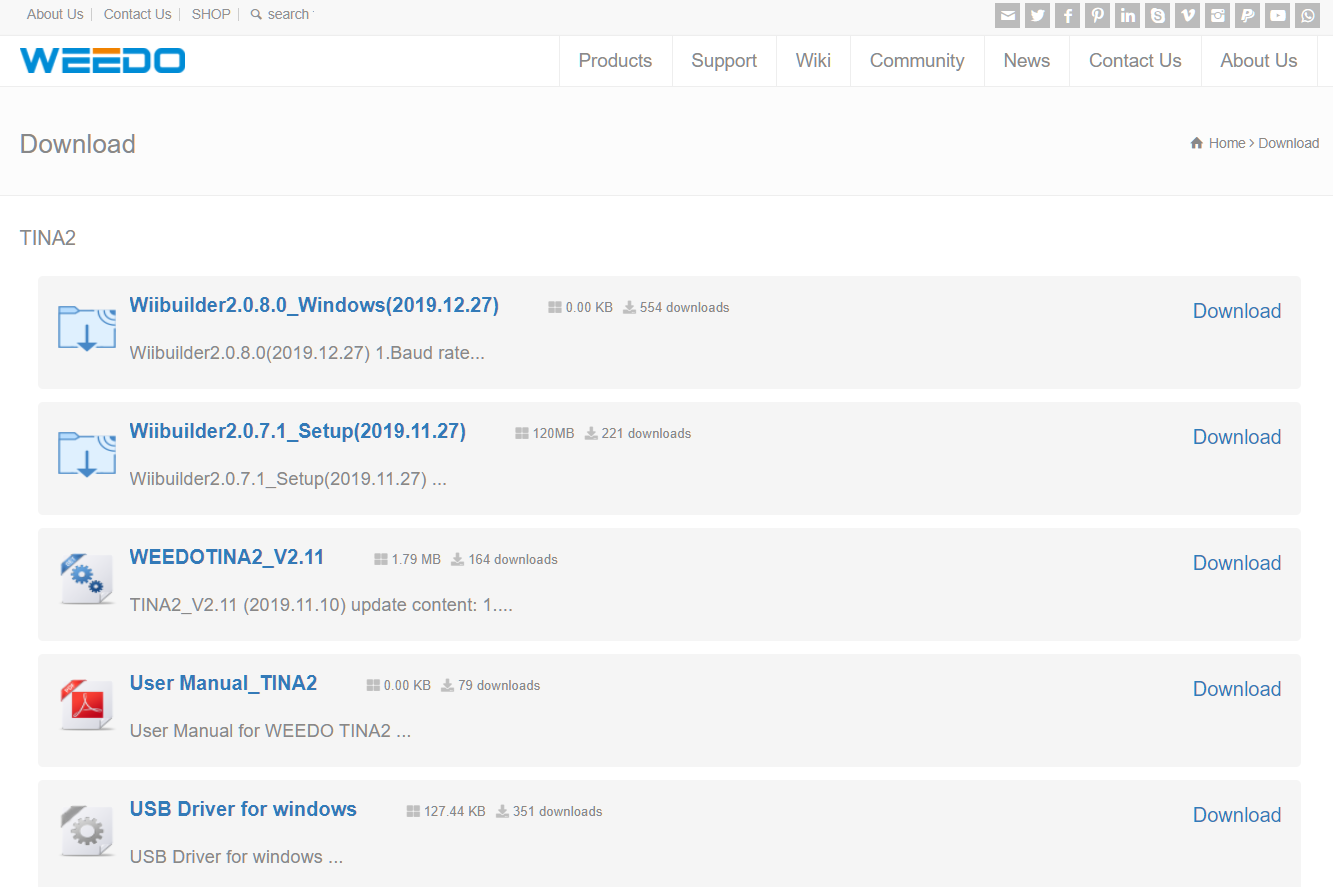 About Us
Contact Us
SHOP
search
WEEDO
Products
Support
Wiki
Community
News
Contact Us
About Us
Download
Home > Download
TINA2
Wiibuilder2.0.8.0_Windows(2019.12.27)
0.00 KB
554 downloads
Download
Wiibuilder2.0.8.0(2019.12.27) 1.Baud rate...
Wiibuilder2.0.7.1_Setup(2019.11.27)
120MB
221 downloads
Download
Wiibuilder2.0.7.1_Setup(2019.11.27) ...
WEEDOTINA2_V2.11
1.79 MB
164 downloads
Download
TINA2_V2.11 (2019.11.10) update content: 1....
User Manual_TINA2
0.00 KB
79 downloads
Download
User Manual for WEEDO TINA2 ...
USB Driver for windows
127.44 KB
351 downloads
Download
USB Driver for windows ...